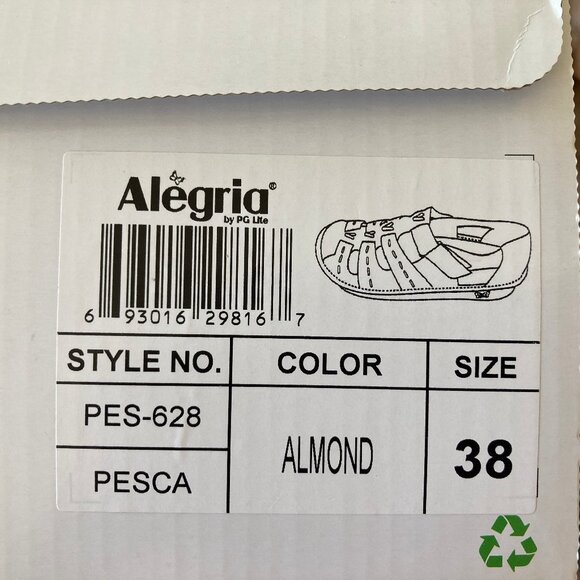 Alegria®
by PG Lite
6 93016 29816 7
STYLE NO. COLOR SIZE
PES-628
ALMOND 38
PESCA